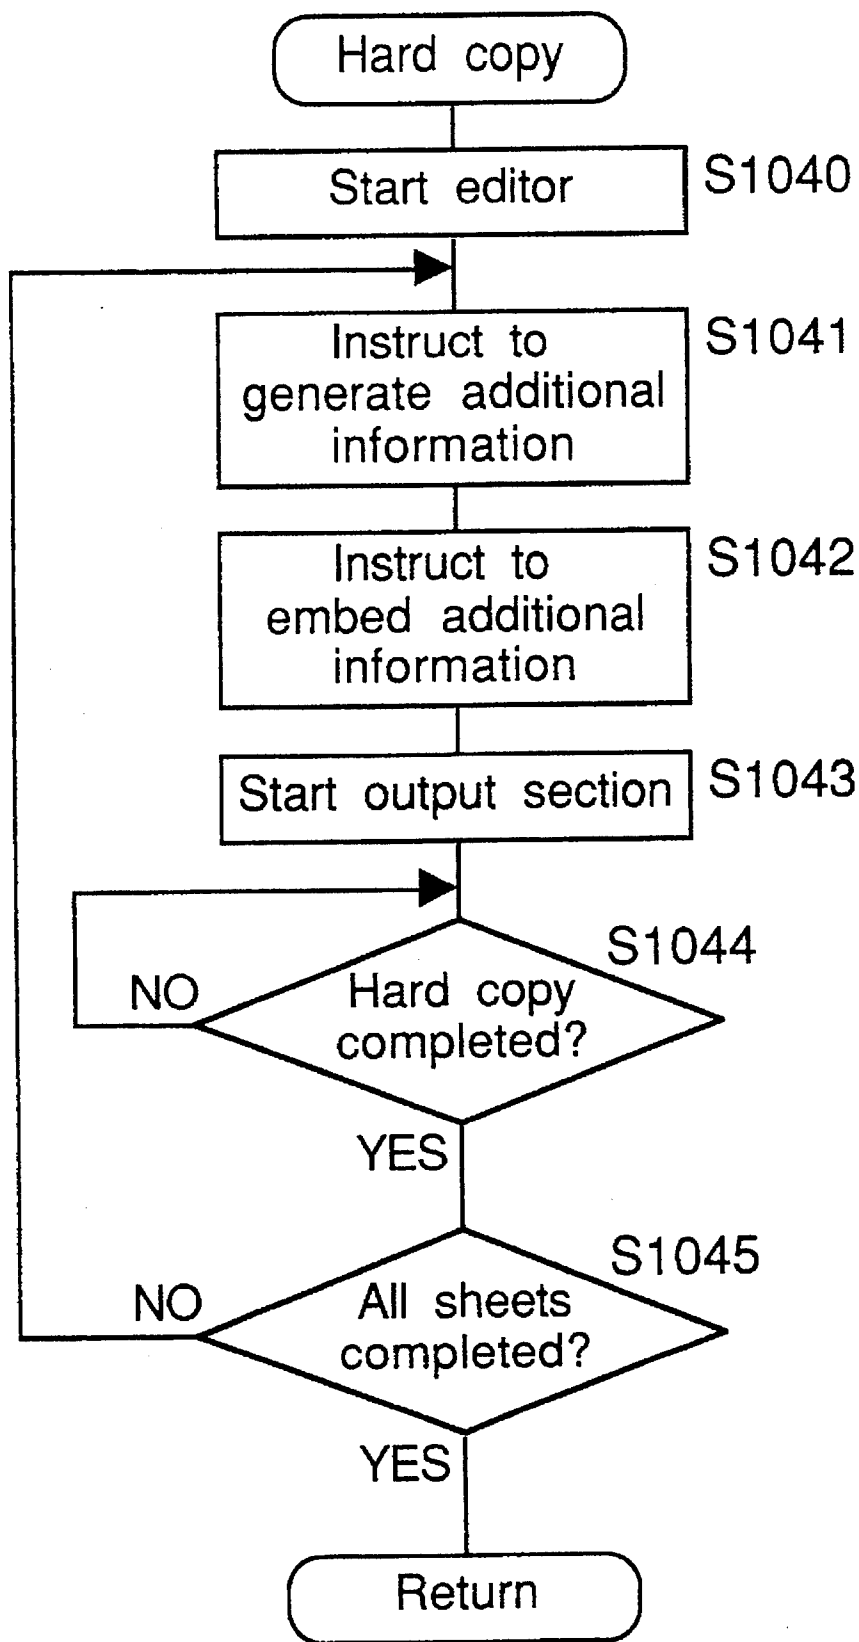 Hard copy
Start editor
S1040
Instruct to
generate additional
information
S1041
Instruct to
embed additional
information
S1042
Start output section
S1043
Hard copy
completed?
S1044
NO
YES
All sheets
completed?
S1045
NO
YES
Return